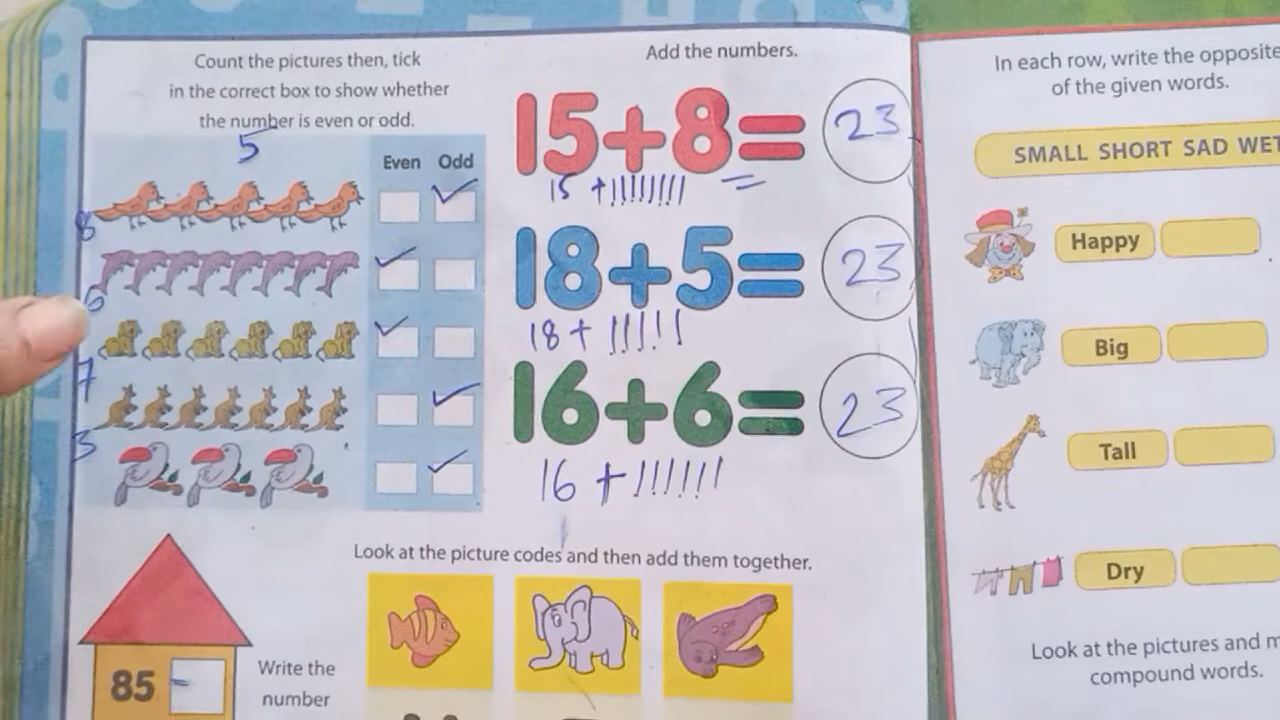 Count the pictures then, tick
in the correct box to show whether
the number is even or odd.
5
Even Odd
8
6
7
3
Add the numbers.
15+8= 23
15 +!!!!!!!! =
18+5= 23
18 + !!!!!
16+6= 23
16 + !!!!!!
Look at the picture codes and then add them together.
85
Write the
number
In each row, write the opposite
of the given words.
SMALL SHORT SAD WET
Happy
Big
Tall
Dry
Look at the pictures and m
compound words.